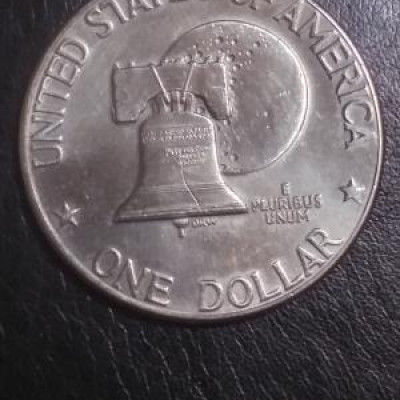 UNITED STATES OF AMERICA
E
PLURIBUS
UNUM
ONE DOLLAR